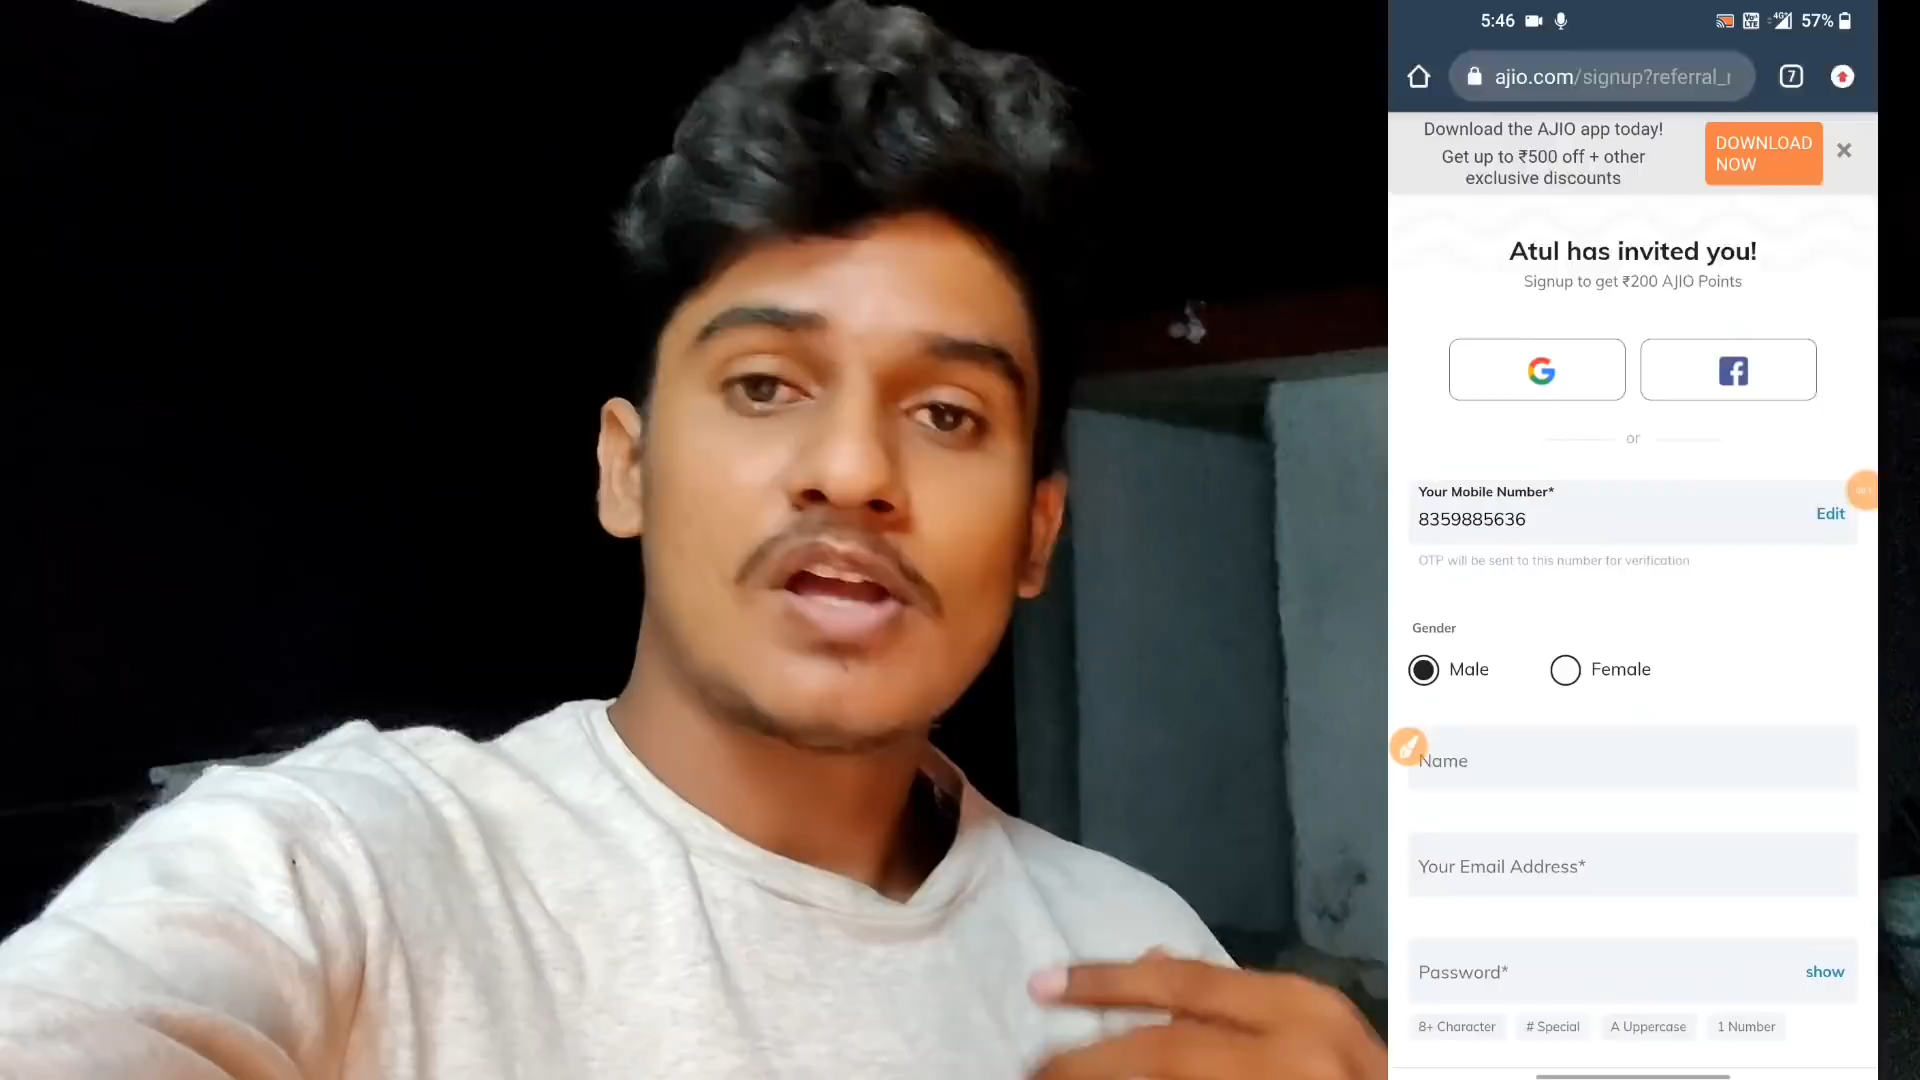 5:46
4G+
57%
ajio.com/signup?referral_r
7
Download the AJIO app today!
Get up to ₹500 off + other
exclusive discounts
DOWNLOAD
NOW
Atul has invited you!
Signup to get ₹200 AJIO Points
or
Your Mobile Number*
8359885636
Edit
OTP will be sent to this number for verification
Gender
Male
Female
Name
Your Email Address*
Password*
show
8+ Character
# Special
A Uppercase
1 Number